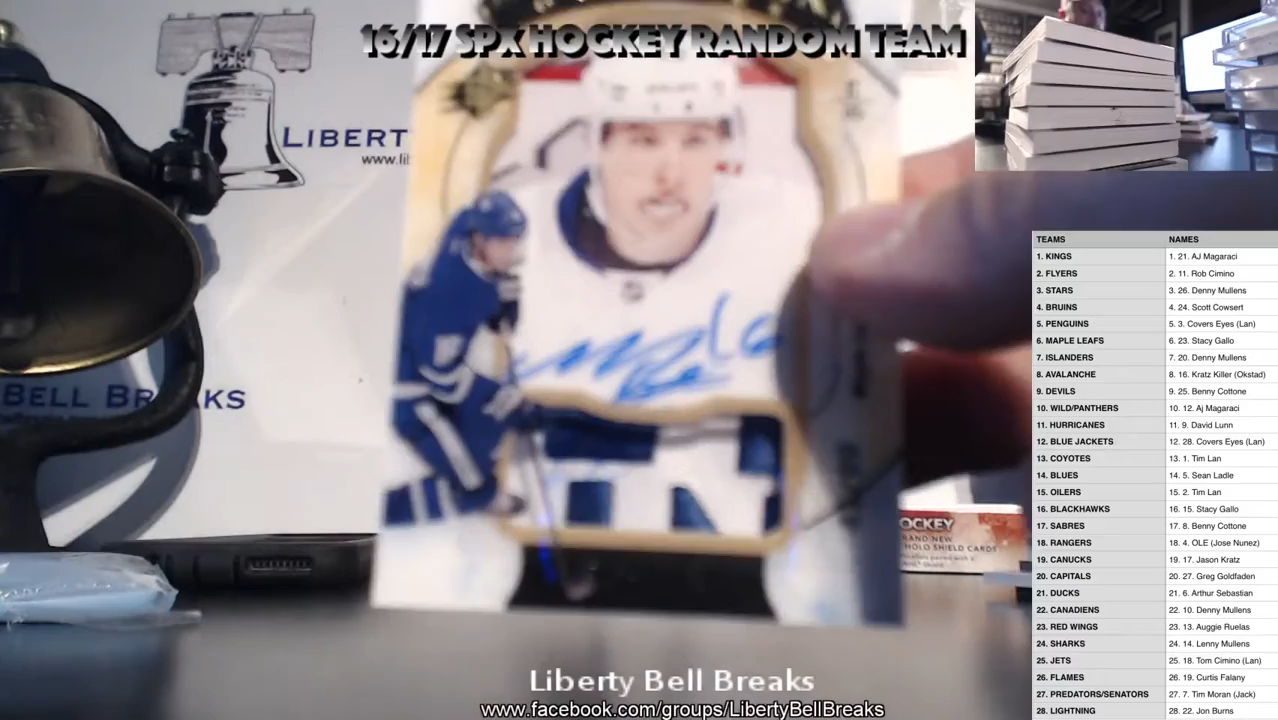 16/17 SPX HOCKEY RANDOM TEAM
LIBERT
www.li
BELL BREAKS
OCKEY
RAND-NEW
HOLO SHIELD CARDS
TEAMS NAMES
1. KINGS 1. 21. AJ Magaraci
2. FLYERS 2. 11. Rob Cimino
3. STARS 3. 26. Denny Mullens
4. BRUINS 4. 24. Scott Cowsert
5. PENGUINS 5. 3. Covers Eyes (Lan)
6. MAPLE LEAFS 6. 23. Stacy Gallo
7. ISLANDERS 7. 20. Denny Mullens
8. AVALANCHE 8. 16. Kratz Killer (Okstad)
9. DEVILS 9. 25. Benny Cottone
10. WILD/PANTHERS 10. 12. Aj Magaraci
11. HURRICANES 11. 9. David Lunn
12. BLUE JACKETS 12. 28. Covers Eyes (Lan)
13. COYOTES 13. 1. Tim Lan
14. BLUES 14. 5. Sean Ladle
15. OILERS 15. 2. Tim Lan
16. BLACKHAWKS 16. 15. Stacy Gallo
17. SABRES 17. 8. Benny Cottone
18. RANGERS 18. 4. OLE (Jose Nunez)
19. CANUCKS 19. 17. Jason Kratz
20. CAPITALS 20. 27. Greg Goldfaden
21. DUCKS 21. 6. Arthur Sebastian
22. CANADIENS 22. 10. Denny Mullens
23. RED WINGS 23. 13. Auggie Ruelas
24. SHARKS 24. 14. Lenny Mullens
25. JETS 25. 18. Tom Cimino (Lan)
26. FLAMES 26. 19. Curtis Falany
27. PREDATORS/SENATORS 27. 7. Tim Moran (Jack)
28. LIGHTNING 28. 22. Jon Burns
Liberty Bell Breaks
www.facebook.com/groups/LibertyBellBreaks